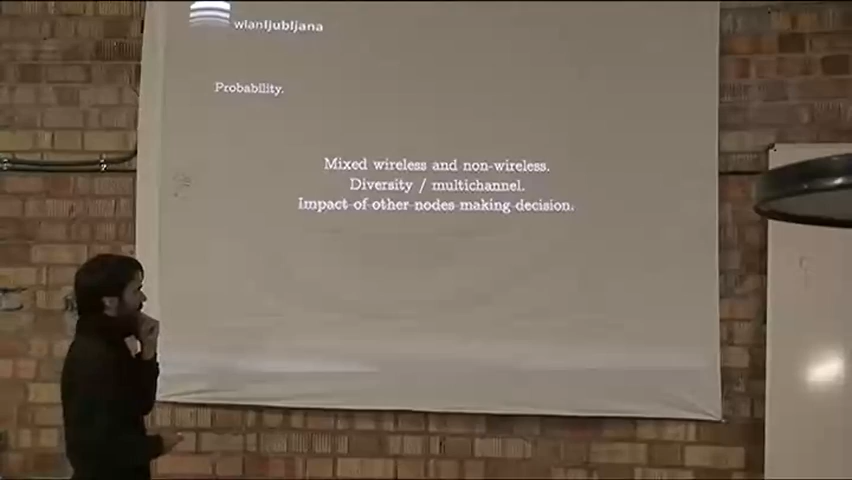 wlanljubljana
Probability.
Mixed wireless and non-wireless.
Diversity / multichannel.
Impact of other nodes making decision.